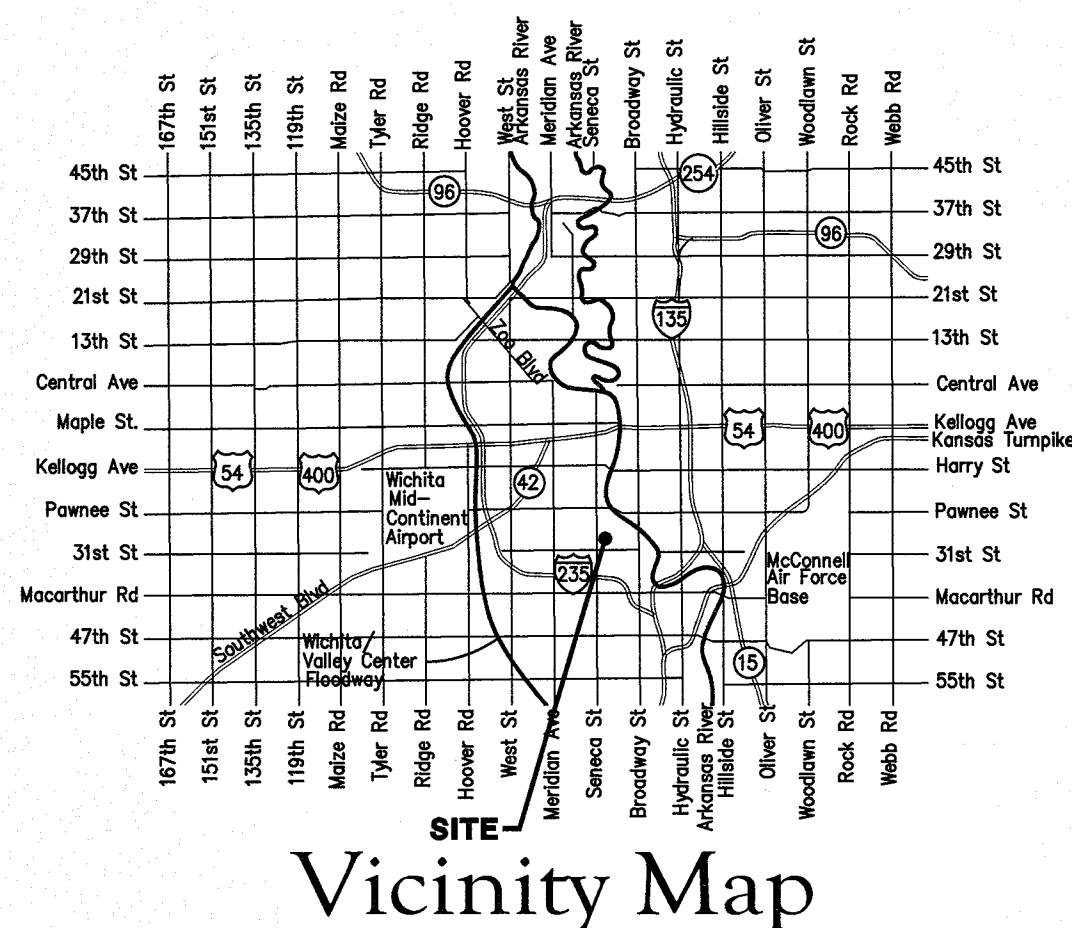 167th St
151st St
135th St
119th St
Maize Rd
Tyler Rd
Ridge Rd
Hoover Rd
West St
Arkansas River
Meridian Ave
Arkansas River
Seneca St
Broadway St
Hydraulic St
Hillside St
Oliver St
Woodlawn St
Rock Rd
Webb Rd
45th St
254
45th St
96
37th St
37th St
96
29th St
29th St
21st St
21st St
135
13th St
Zoo Blvd
13th St
Central Ave
Central Ave
Maple St.
54
400
Kellogg Ave
Kansas Turnpike
Kellogg Ave
54
400
Harry St
Wichita
Mid-
Continent
Airport
42
Pawnee St
Pawnee St
31st St
31st St
235
McConnell
Air Force
Base
Macarthur Rd
Macarthur Rd
Southwest Blvd
47th St
47th St
Wichita/
Valley Center
Floodway
15
55th St
55th St
167th St
151st St
135th St
119th St
Maize Rd
Tyler Rd
Ridge Rd
Hoover Rd
West St
Meridian Ave
Seneca St
Broadway St
Hydraulic St
Arkansas River
Hillside St
Oliver St
Woodlawn St
Rock Rd
Webb Rd
SITE
Vicinity Map